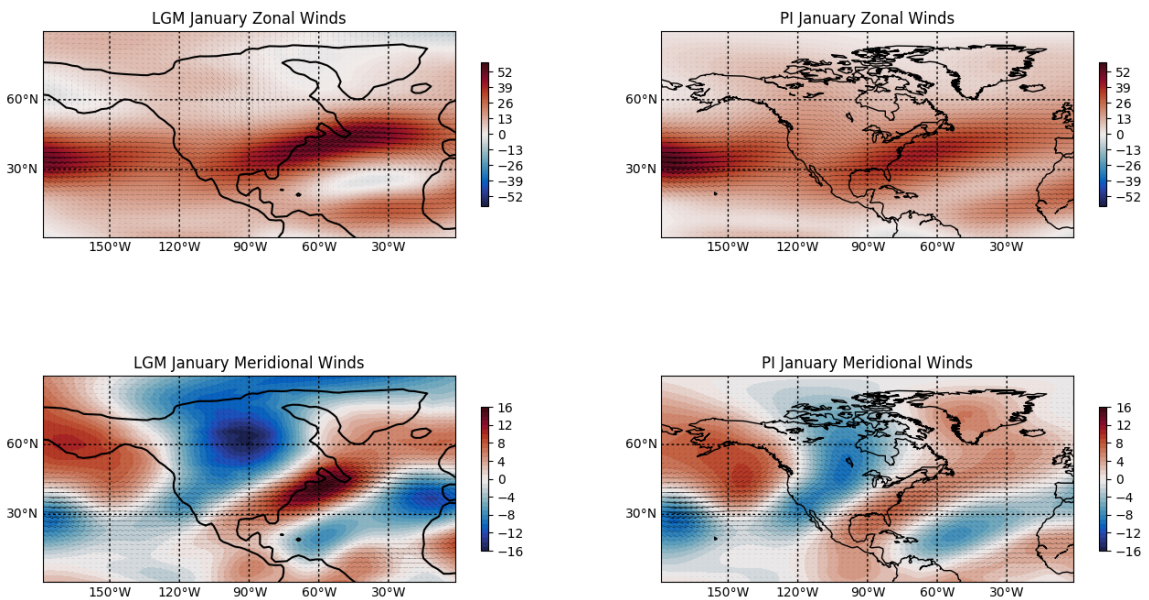 LGM January Zonal Winds
60°N
30°N
150°W 120°W 90°W 60°W 30°W
52
39
26
13
0
−13
−26
−39
−52
PI January Zonal Winds
60°N
30°N
150°W 120°W 90°W 60°W 30°W
52
39
26
13
0
−13
−26
−39
−52
LGM January Meridional Winds
60°N
30°N
150°W 120°W 90°W 60°W 30°W
16
12
8
4
0
−4
−8
−12
−16
PI January Meridional Winds
60°N
30°N
150°W 120°W 90°W 60°W 30°W
16
12
8
4
0
−4
−8
−12
−16